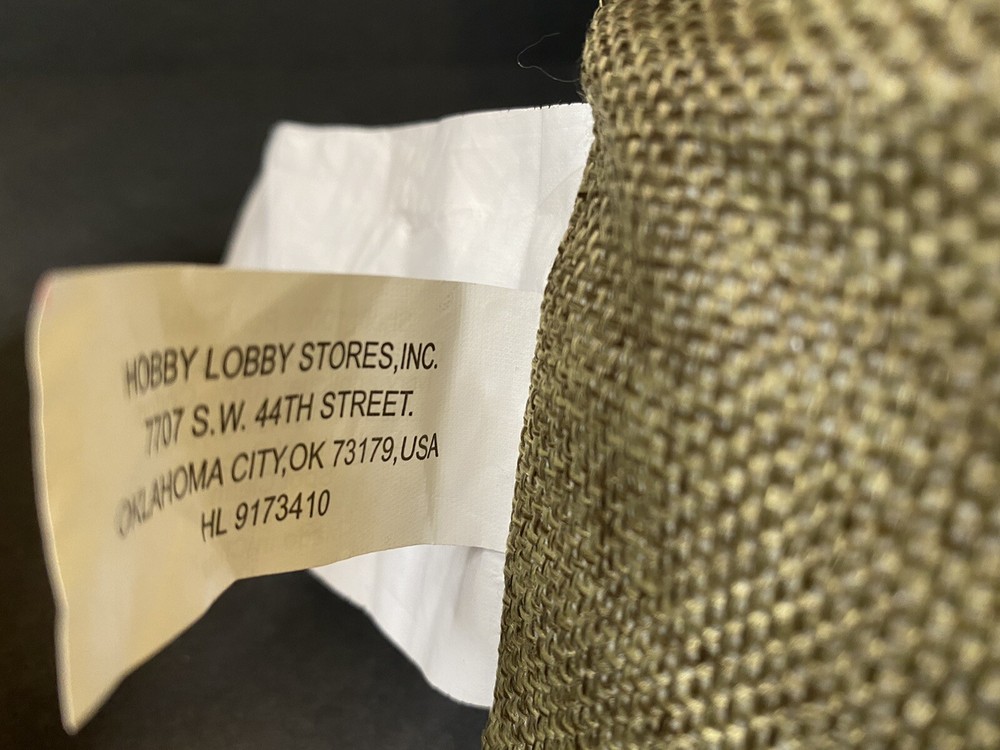 HOBBY LOBBY STORES,INC.
7707 S.W. 44TH STREET.
OKLAHOMA CITY,OK 73179,USA
HL 9173410